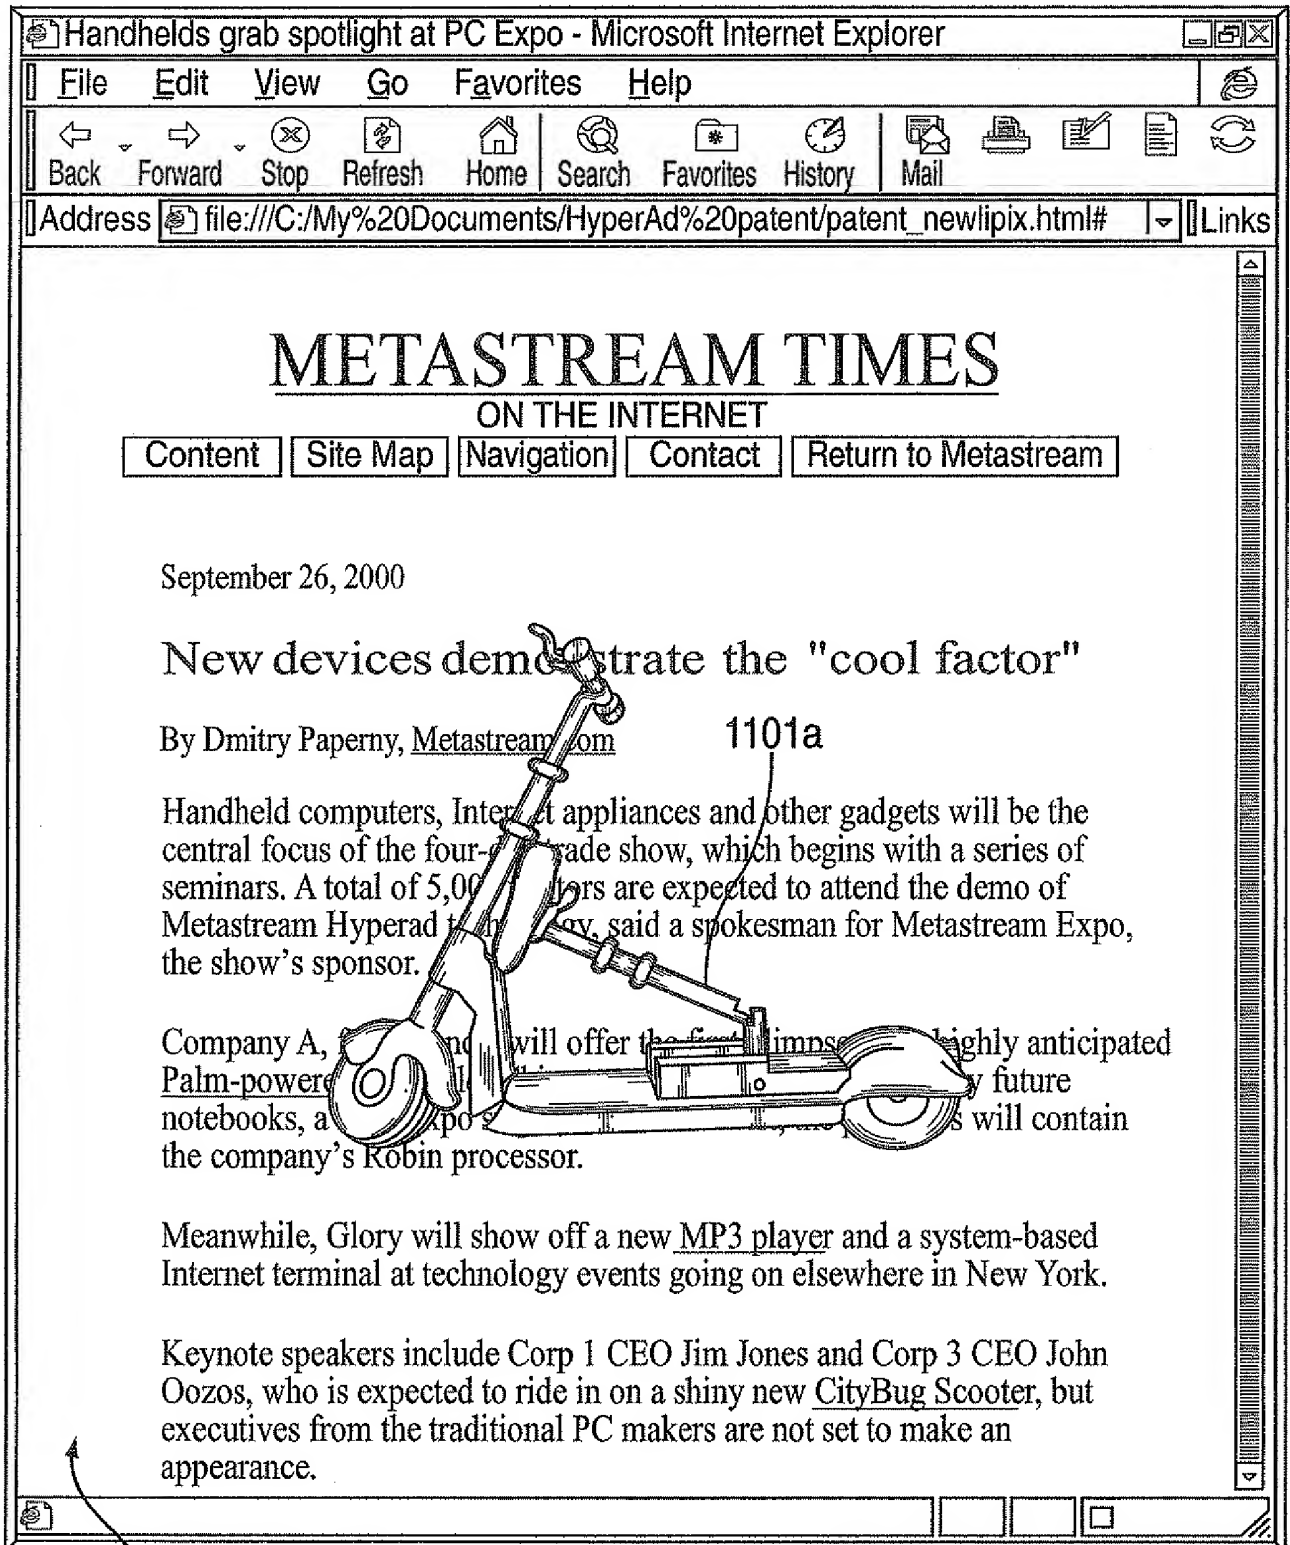 Handhelds grab spotlight at PC Expo - Microsoft Internet Explorer
File Edit View Go Favorites Help
Back Forward Stop Refresh Home Search Favorites History Mail
Address file:///C:/My%20Documents/HyperAd%20patent/patent_newlipix.html# Links
METASTREAM TIMES
ON THE INTERNET
Content Site Map Navigation Contact Return to Metastream
September 26, 2000
New devices demo strate the "cool factor"
By Dmitry Paperny, Metastream om
1101a
Handheld computers, Inter et appliances and other gadgets will be the
central focus of the four- rade show, which begins with a series of
seminars. A total of 5,00 tors are expected to attend the demo of
Metastream Hyperad t h gy, said a spokesman for Metastream Expo,
the show's sponsor.
Company A, will offer the first limps ighly anticipated
Palm-powere y future
notebooks, a xpo s s will contain
the company's Robin processor.
Meanwhile, Glory will show off a new MP3 player and a system-based
Internet terminal at technology events going on elsewhere in New York.
Keynote speakers include Corp 1 CEO Jim Jones and Corp 3 CEO John
Oozos, who is expected to ride in on a shiny new CityBug Scooter, but
executives from the traditional PC makers are not set to make an
appearance.